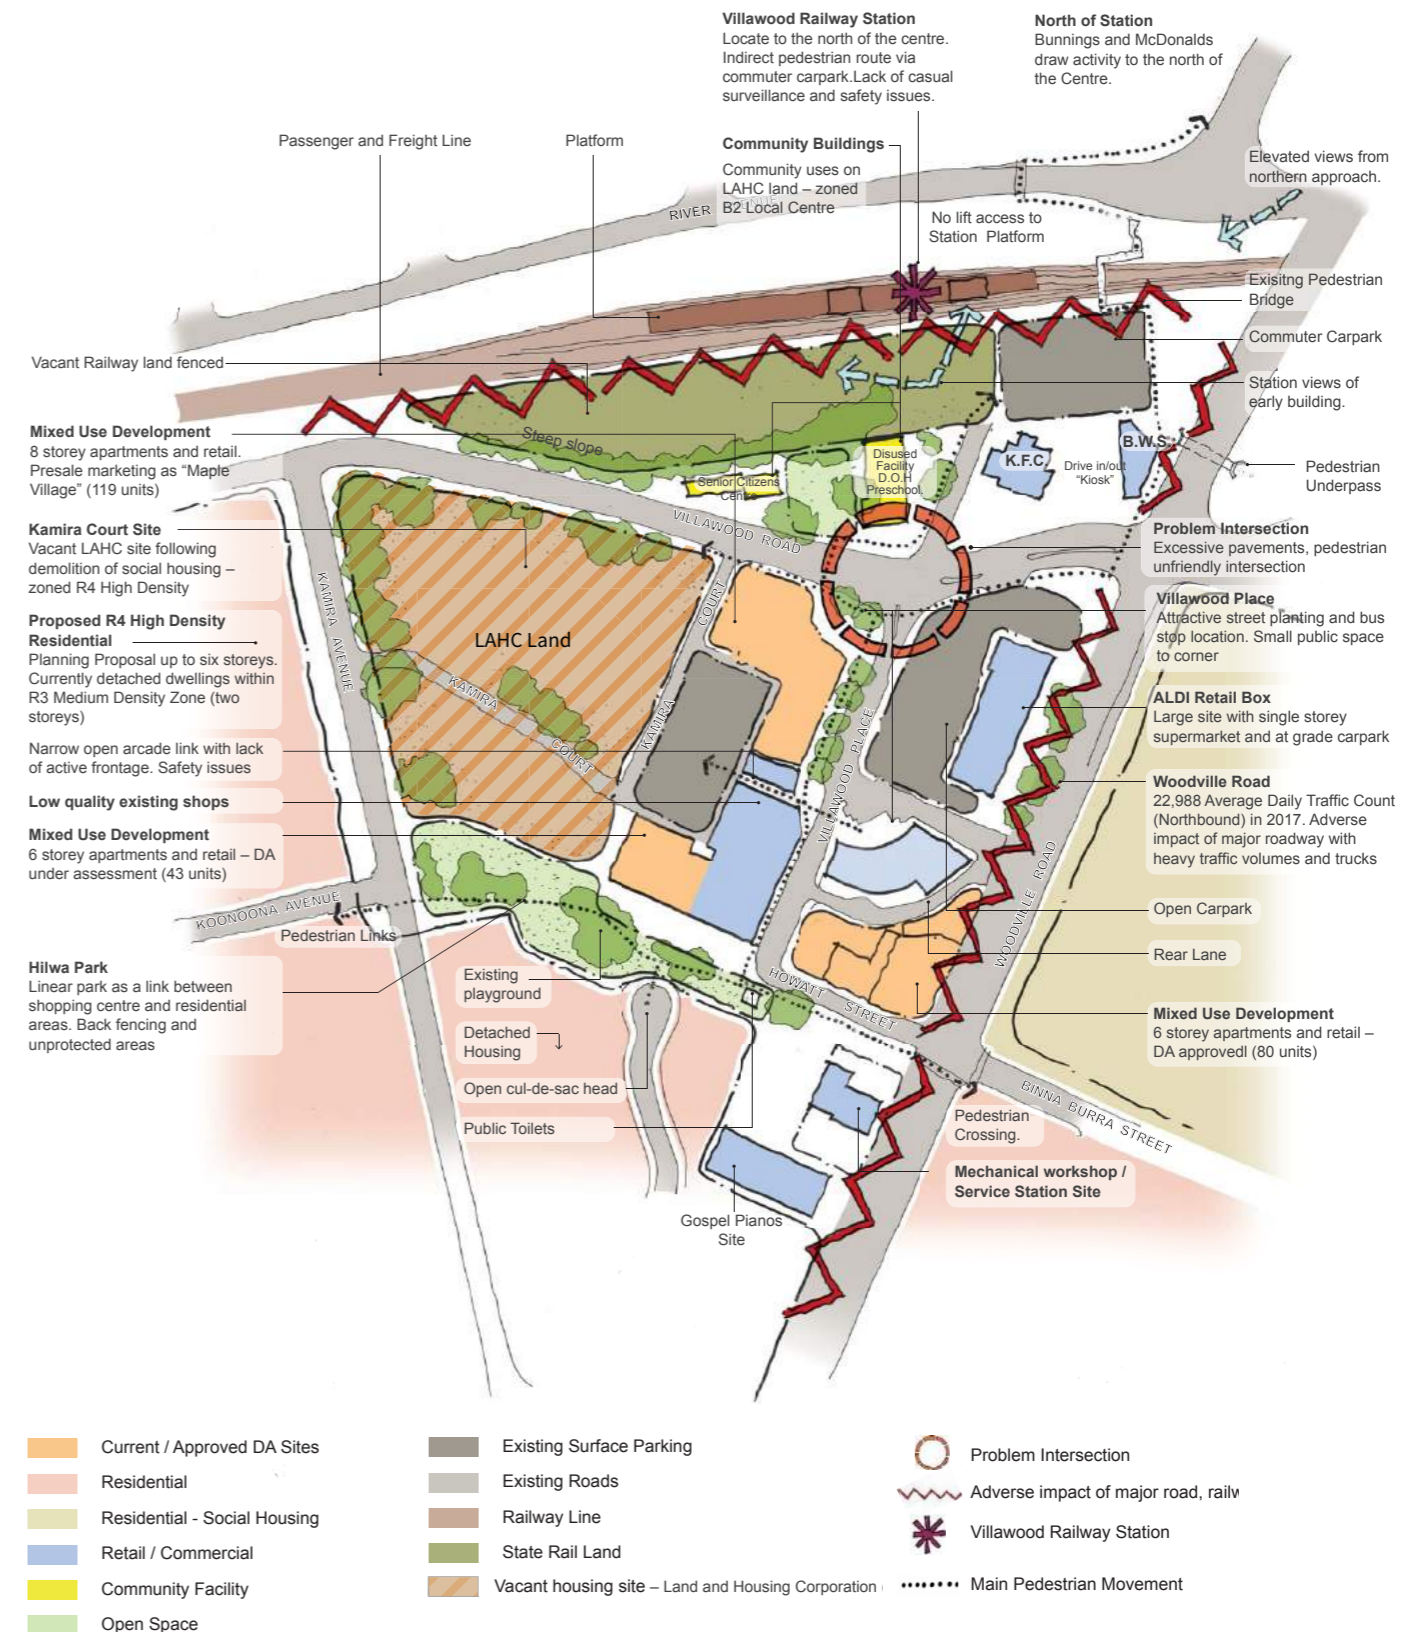 Villawood Railway Station
Locate to the north of the centre.
Indirect pedestrian route via
commuter carpark.Lack of casual
surveillance and safety issues.
North of Station
Bunnings and McDonalds
draw activity to the north of
the Centre.
Passenger and Freight Line
Platform
Community Buildings
Community uses on
LAHC land – zoned
B2 Local Centre
Elevated views from
northern approach.
RIVER AVENUE
No lift access to
Station Platform
Exisitng Pedestrian
Bridge
Commuter Carpark
Vacant Railway land fenced
Station views of
early building.
Mixed Use Development
8 storey apartments and retail.
Presale marketing as “Maple
Village” (119 units)
Steep slope
Senior Citizens
Centre
Disused
Facility
D.O.H
Preschool.
K.F.C.
B.W.S.
Drive in/out
“Kiosk”
Pedestrian
Underpass
VILLAWOOD ROAD
Kamira Court Site
Vacant LAHC site following
demolition of social housing –
zoned R4 High Density
Problem Intersection
Excessive pavements, pedestrian
unfriendly intersection
KAMIRA AVENUE
KAMIRA COURT
Villawood Place
Attractive street planting and bus
stop location. Small public space
to corner
Proposed R4 High Density
Residential
Planning Proposal up to six storeys.
Currently detached dwellings within
R3 Medium Density Zone (two
storeys)
LAHC Land
KAMIRA COURT
VILLAWOOD PLACE
ALDI Retail Box
Large site with single storey
supermarket and at grade carpark
Narrow open arcade link with lack
of active frontage. Safety issues
Low quality existing shops
Woodville Road
22,988 Average Daily Traffic Count
(Northbound) in 2017. Adverse
impact of major roadway with
heavy traffic volumes and trucks
Mixed Use Development
6 storey apartments and retail – DA
under assessment (43 units)
WOODVILLE ROAD
KOONOONA AVENUE
Open Carpark
Pedestrian Links
Rear Lane
Hilwa Park
Linear park as a link between
shopping centre and residential
areas. Back fencing and
unprotected areas
Existing
playground
HOWATT STREET
Mixed Use Development
6 storey apartments and retail –
DA approvedl (80 units)
Detached
Housing
Open cul-de-sac head
Public Toilets
BINNA BURRA STREET
Pedestrian
Crossing.
Mechanical workshop /
Service Station Site
Gospel Pianos
Site
Current / Approved DA Sites
Residential
Residential - Social Housing
Retail / Commercial
Community Facility
Open Space
Existing Surface Parking
Existing Roads
Railway Line
State Rail Land
Vacant housing site – Land and Housing Corporation
Problem Intersection
Adverse impact of major road, railw
Villawood Railway Station
Main Pedestrian Movement